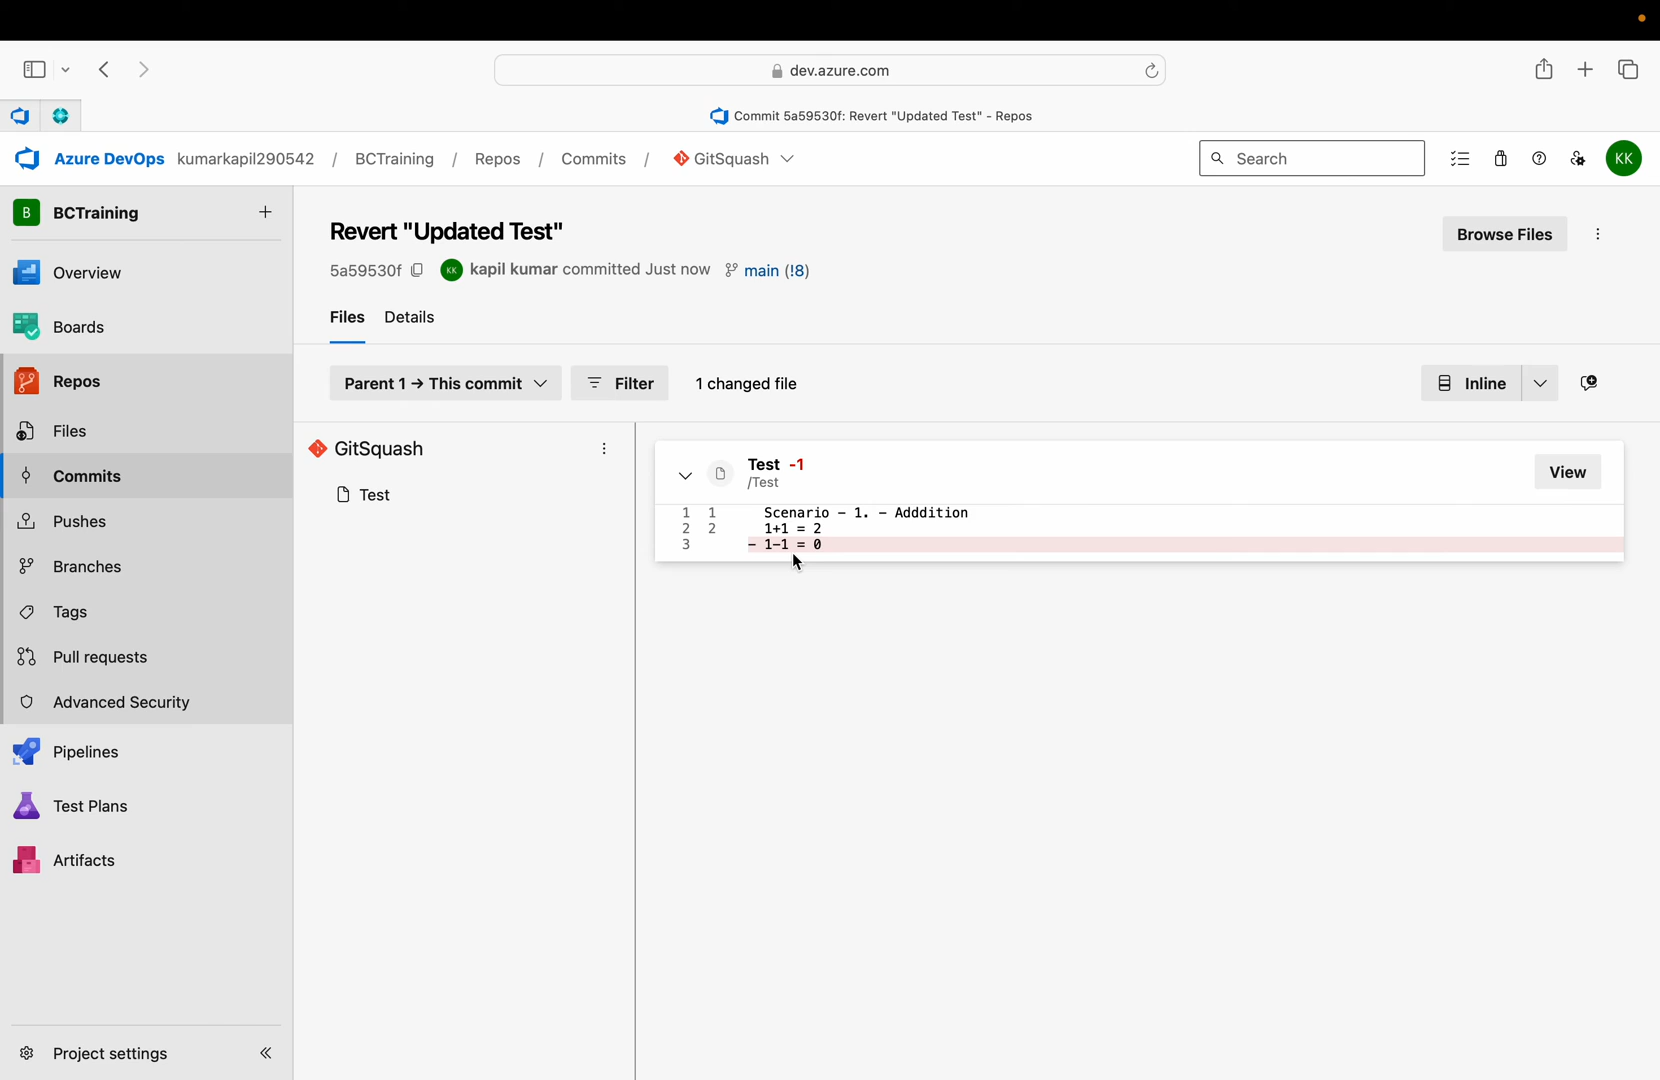 dev.azure.com
Commit 5a59530f: Revert "Updated Test" - Repos
Azure DevOps kumarkapil290542 / BCTraining / Repos / Commits / GitSquash
Search
KK
B BCTraining
Overview
Boards
Repos
Files
Commits
Pushes
Branches
Tags
Pull requests
Advanced Security
Pipelines
Test Plans
Artifacts
Project settings
Revert "Updated Test"
Browse Files
5a59530f KK kapil kumar committed Just now main (!8)
Files Details
Parent 1 → This commit Filter 1 changed file
Inline
GitSquash
Test
Test -1
/Test
View
1 1 Scenario - 1. - Adddition
2 2 1+1 = 2
3 - 1-1 = 0